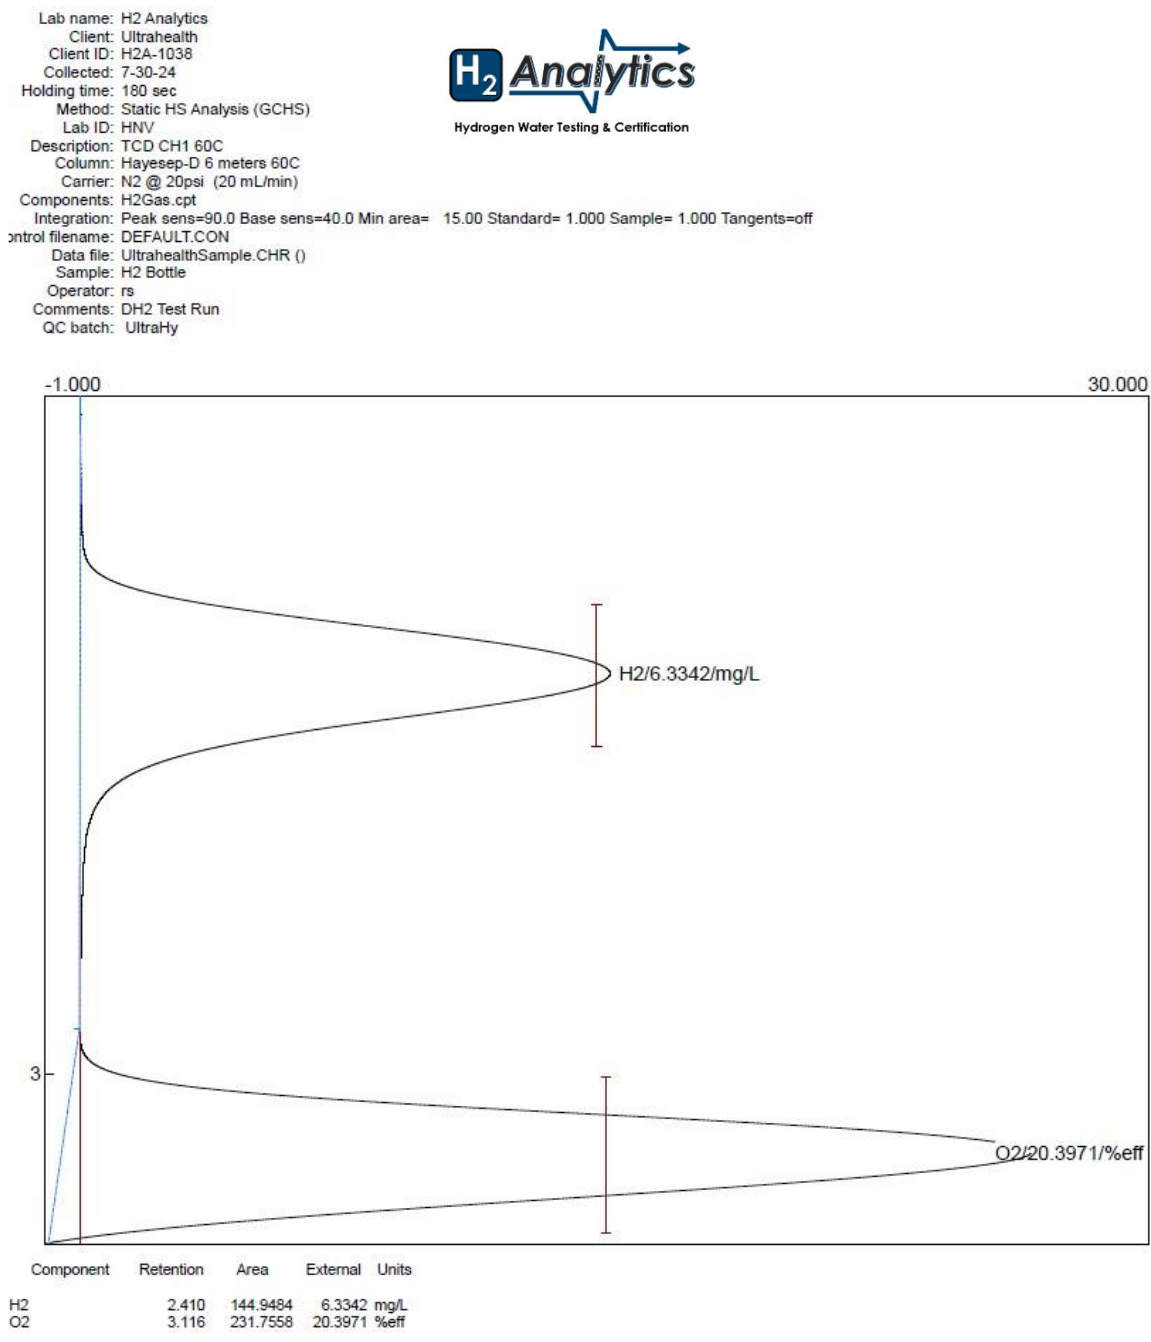 Lab name: H2 Analytics
Client: Ultrahealth
Client ID: H2A-1038
Collected: 7-30-24
Holding time: 180 sec
Method: Static HS Analysis (GCHS)
Lab ID: HNV
Description: TCD CH1 60C
Column: Hayesep-D 6 meters 60C
Carrier: N2 @ 20psi (20 mL/min)
Components: H2Gas.cpt
Integration: Peak sens=90.0 Base sens=40.0 Min area= 15.00 Standard= 1.000 Sample= 1.000 Tangents=off
ontrol filename: DEFAULT.CON
Data file: UltrahealthSample.CHR ()
Sample: H2 Bottle
Operator: rs
Comments: DH2 Test Run
QC batch: UltraHy
H2 Analytics
Hydrogen Water Testing & Certification
-1.000 30.000
H2/6.3342/mg/L
3
O2/20.3971/%eff
Component Retention Area External Units
H2 2.410 144.9484 6.3342 mg/L
O2 3.116 231.7558 20.3971 %eff